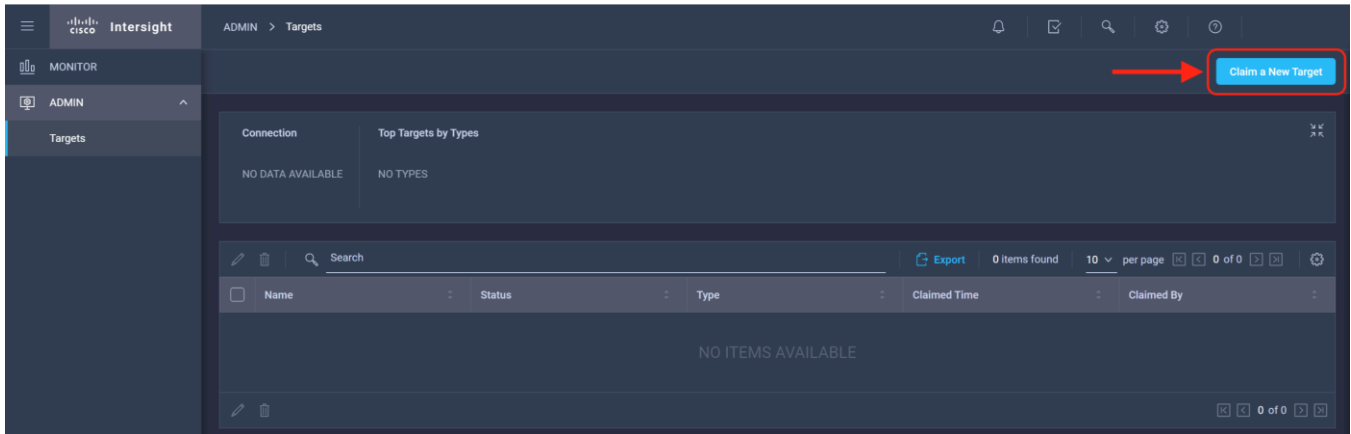 cisco Intersight
ADMIN > Targets
MONITOR
Claim a New Target
ADMIN
Targets
Connection
Top Targets by Types
NO DATA AVAILABLE
NO TYPES
Search
Export
0 items found
10 per page
0 of 0
Name
Status
Type
Claimed Time
Claimed By
NO ITEMS AVAILABLE
0 of 0